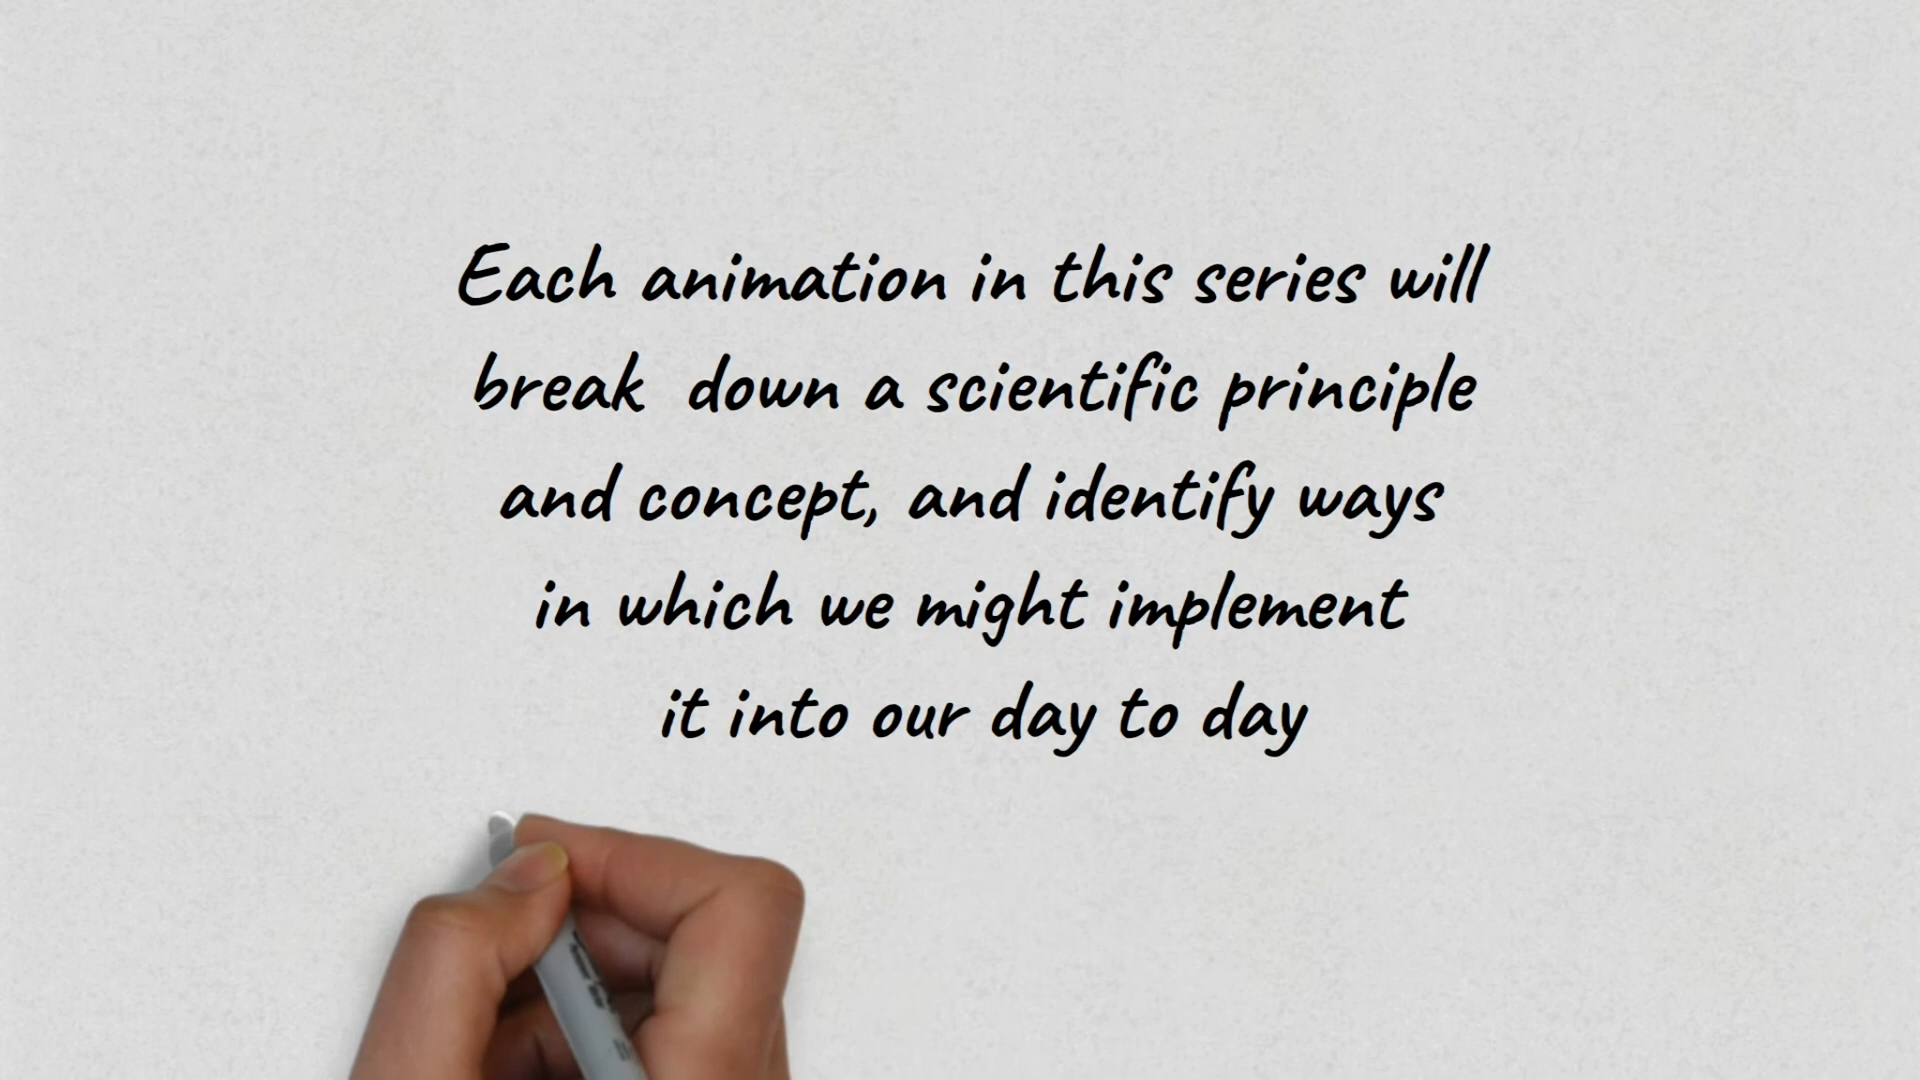 Each animation in this series will
break  down a scientific principle
and concept, and identify ways
in which we might implement
it into our day to day